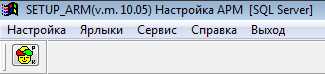 SETUP_ARM(v.m. 10.05) Настройка АРМ [SQL Server]
Настройка Ярлыки Сервис Справка Выход